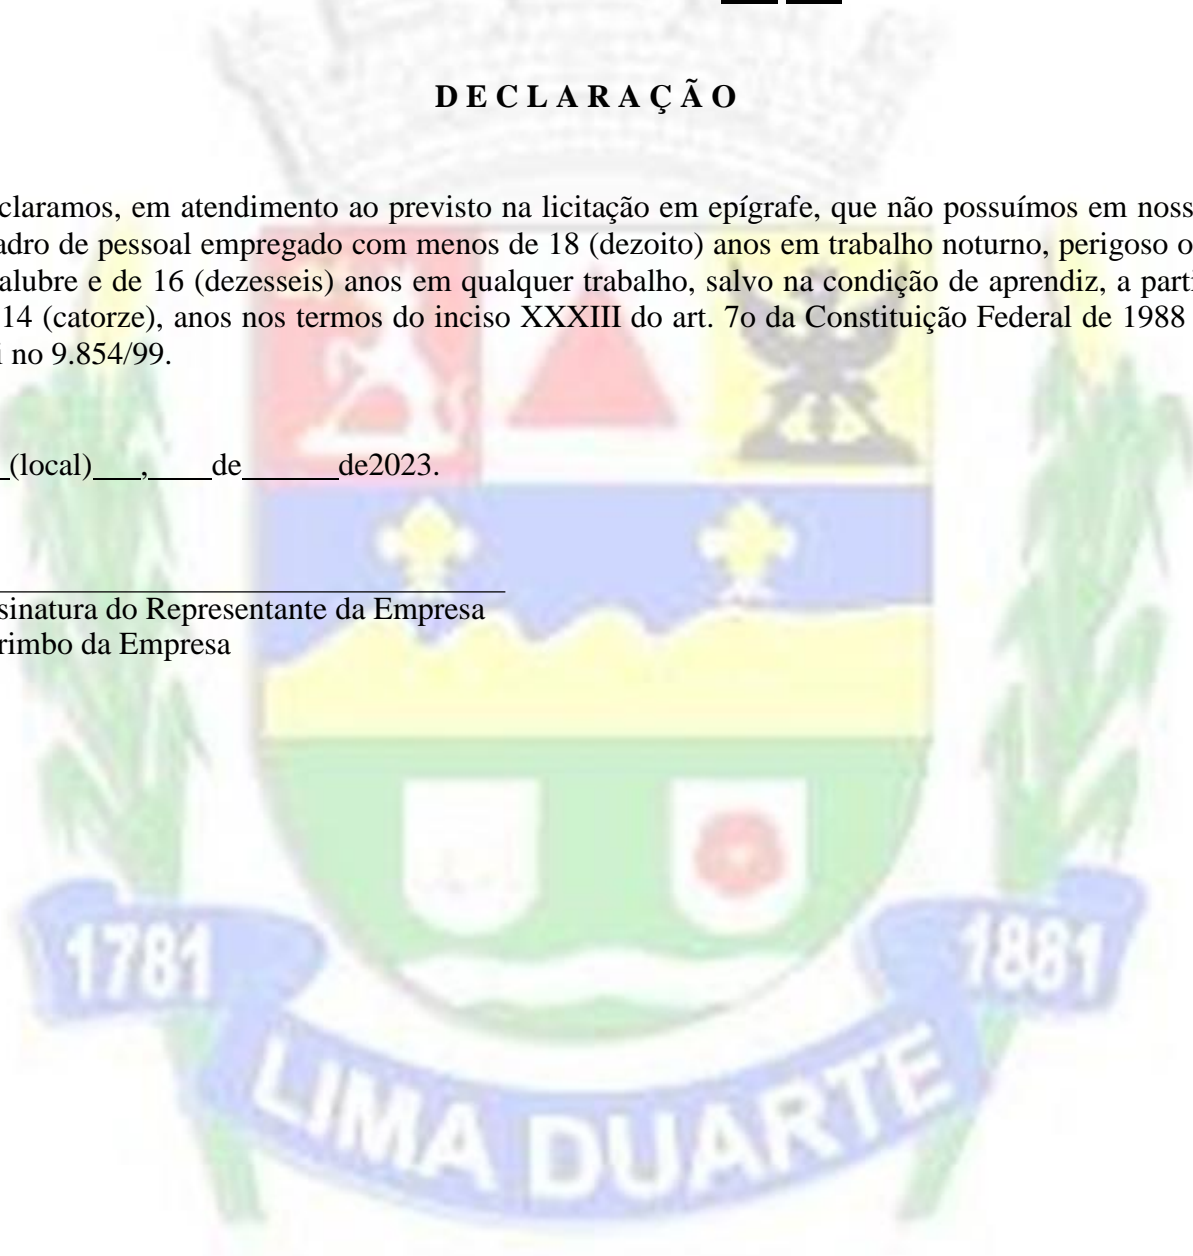 D E C L A R A Ç Ã O
claramos, em atendimento ao previsto na licitação em epígrafe, que não possuímos em noss
adro de pessoal empregado com menos de 18 (dezoito) anos em trabalho noturno, perigoso o
alubre e de 16 (dezesseis) anos em qualquer trabalho, salvo na condição de aprendiz, a parti
14 (catorze), anos nos termos do inciso XXXIII do art. 7o da Constituição Federal de 1988
i no 9.854/99.
_(local)___,____de______de2023.
sinatura do Representante da Empresa
rimbo da Empresa
1781
1881
LIMA DUARTE